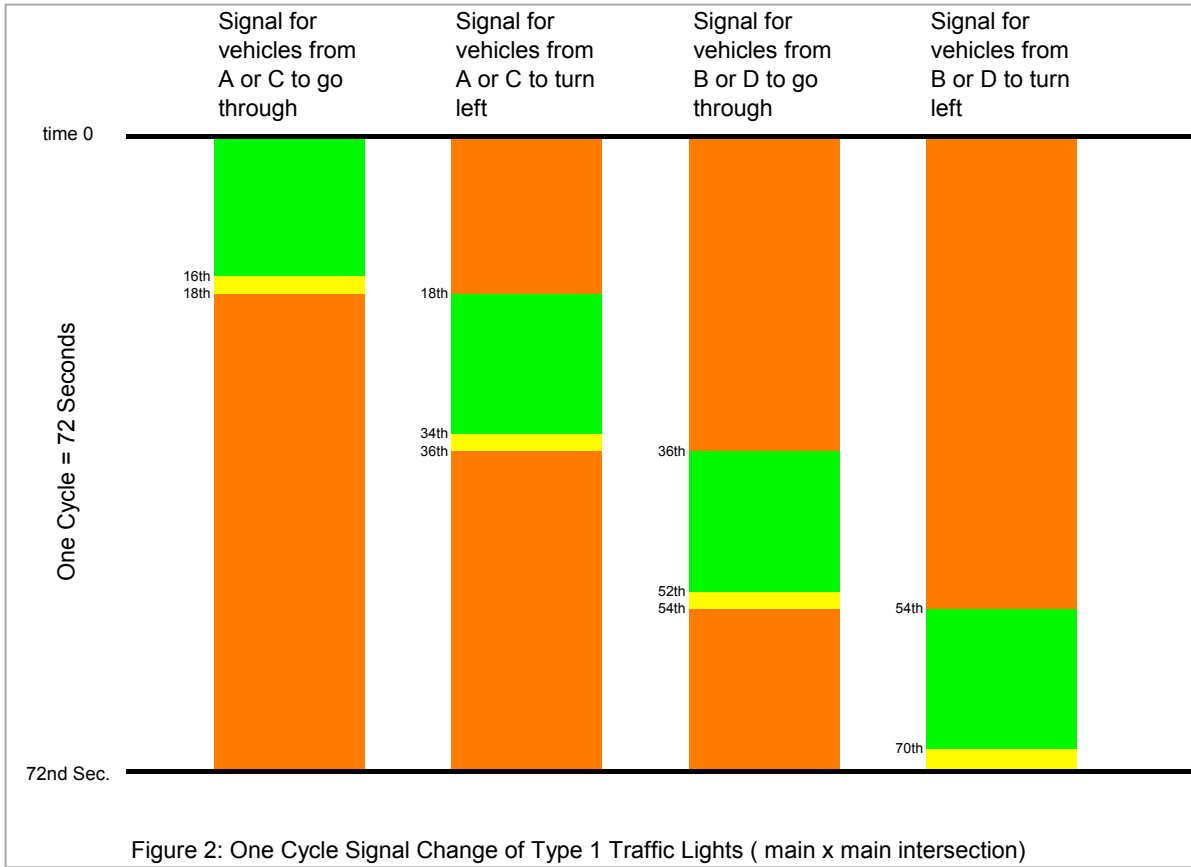 Signal for
vehicles from
A or C to go
through
Signal for
vehicles from
A or C to turn
left
Signal for
vehicles from
B or D to go
through
Signal for
vehicles from
B or D to turn
left
time 0
16th
18th
18th
34th
36th
36th
52th
54th
54th
70th
One Cycle = 72 Seconds
72nd Sec.
Figure 2: One Cycle Signal Change of Type 1 Traffic Lights ( main x main intersection)